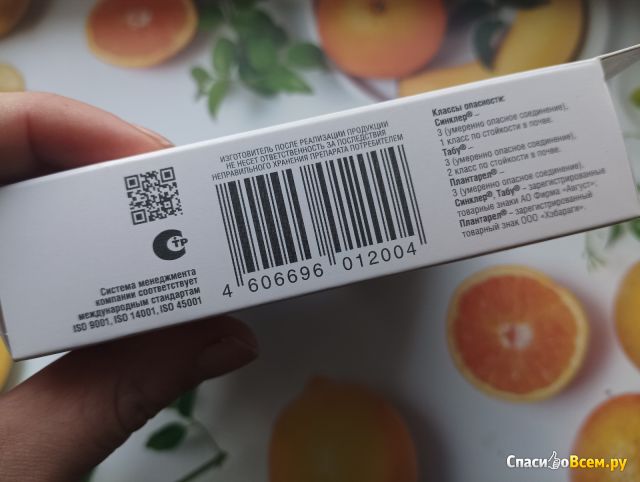 ИЗГОТОВИТЕЛЬ ПОСЛЕ РЕАЛИЗАЦИИ ПРОДУКЦИИ
НЕ НЕСЕТ ОТВЕТСТВЕННОСТЬ ЗА ПОСЛЕДСТВИЯ
НЕПРАВИЛЬНОГО ХРАНЕНИЯ ПРЕПАРАТА ПОТРЕБИТЕЛЕМ
4 606696 012004
Система менеджмента
компании соответствует
международным стандартам
ISO 9001, ISO 14001, ISO 45001
Классы опасности:
Синклер® –
3 (умеренно опасное соединение),
1 класс по стойкости в почве.
Табу® –
3 (умеренно опасное соединение),
2 класс по стойкости в почве.
Плантарел® –
3 (умеренно опасное соединение).
Синклер®, Табу® – зарегистрированные
товарные знаки АО Фирма «Август»;
Плантарел® – зарегистрированный
товарный знак ООО «Хэбараги».
СпасибоВсем.ру